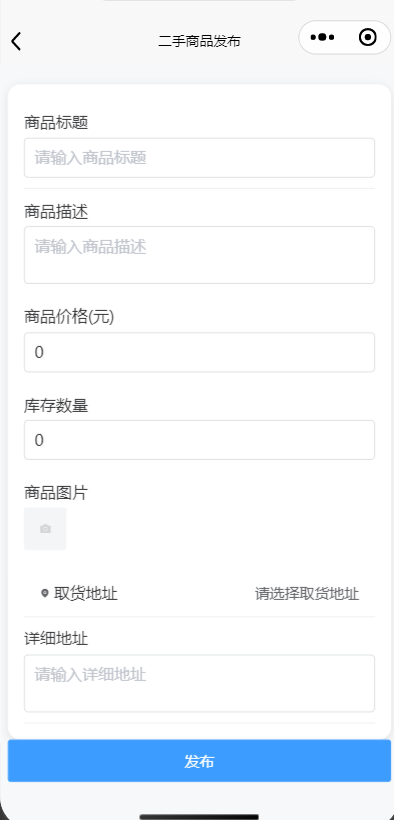 二手商品发布
商品标题
请输入商品标题
商品描述
请输入商品描述
商品价格(元)
0
库存数量
0
商品图片
取货地址 请选择取货地址
详细地址
请输入详细地址
发布